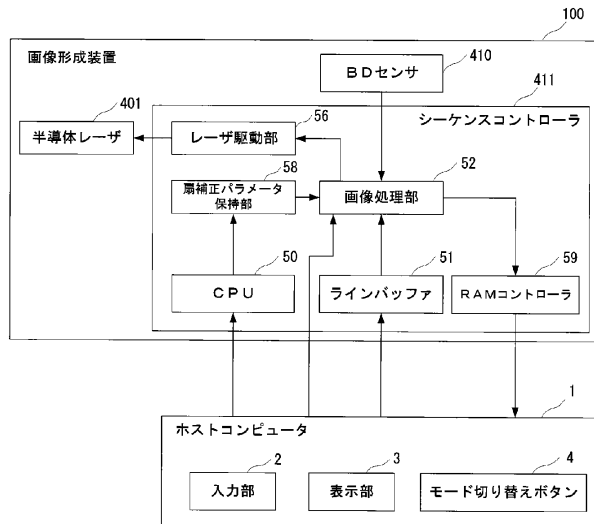 100
画像形成装置
BDセンサ
410
411
401
56
シーケンスコントローラ
半導体レーザ
レーザ駆動部
58
52
扇補正パラメータ
保持部
画像処理部
50
51
59
CPU
ラインバッファ
RAMコントローラ
1
ホストコンピュータ
2
3
4
入力部
表示部
モード切り替えボタン